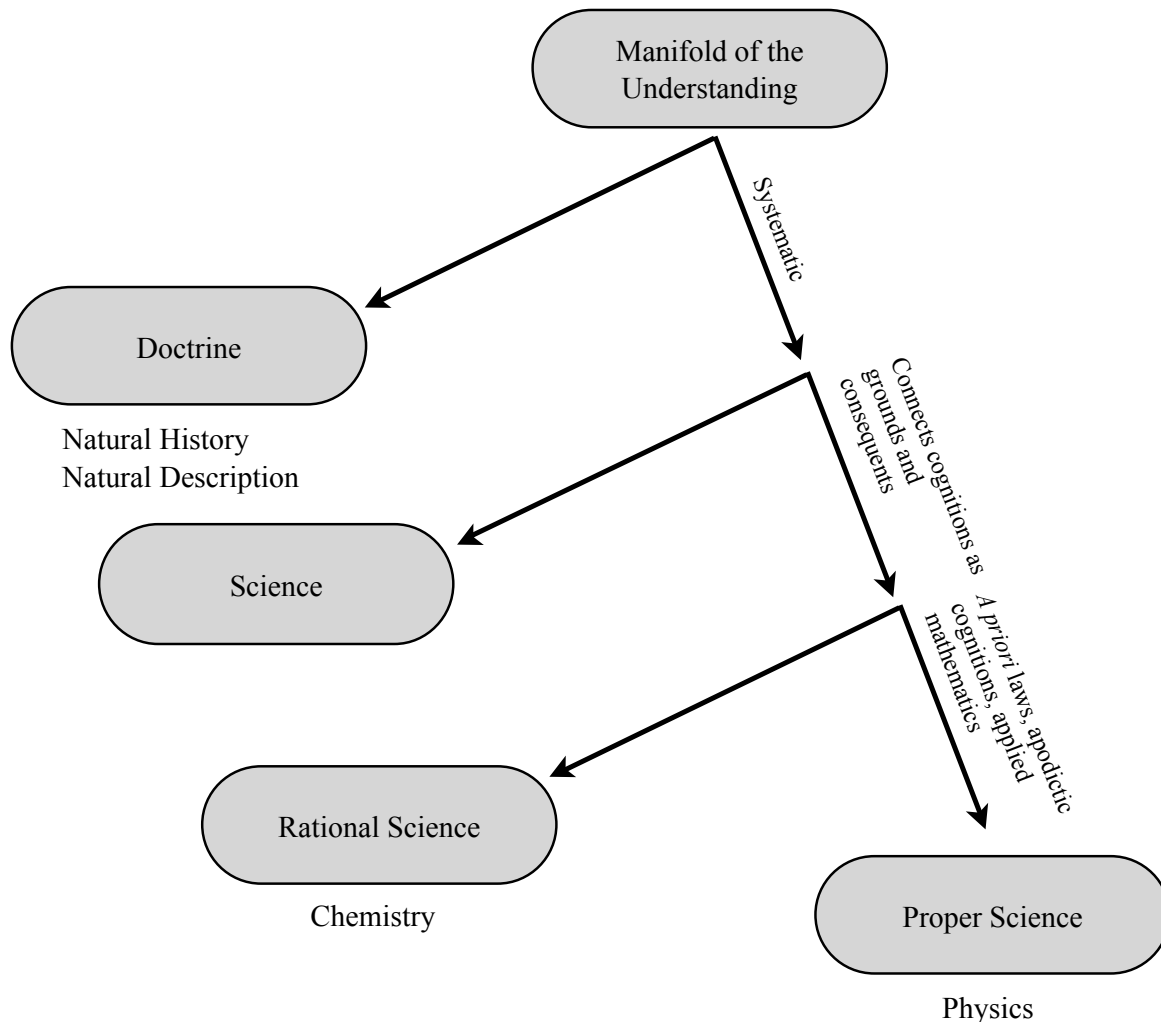 Manifold of the
Understanding
Systematic
Doctrine
Natural History
Natural Description
Connects cognitions as
grounds and
consequents
Science
A priori laws, apodictic
cognitions, applied
mathematics
Rational Science
Chemistry
Proper Science
Physics